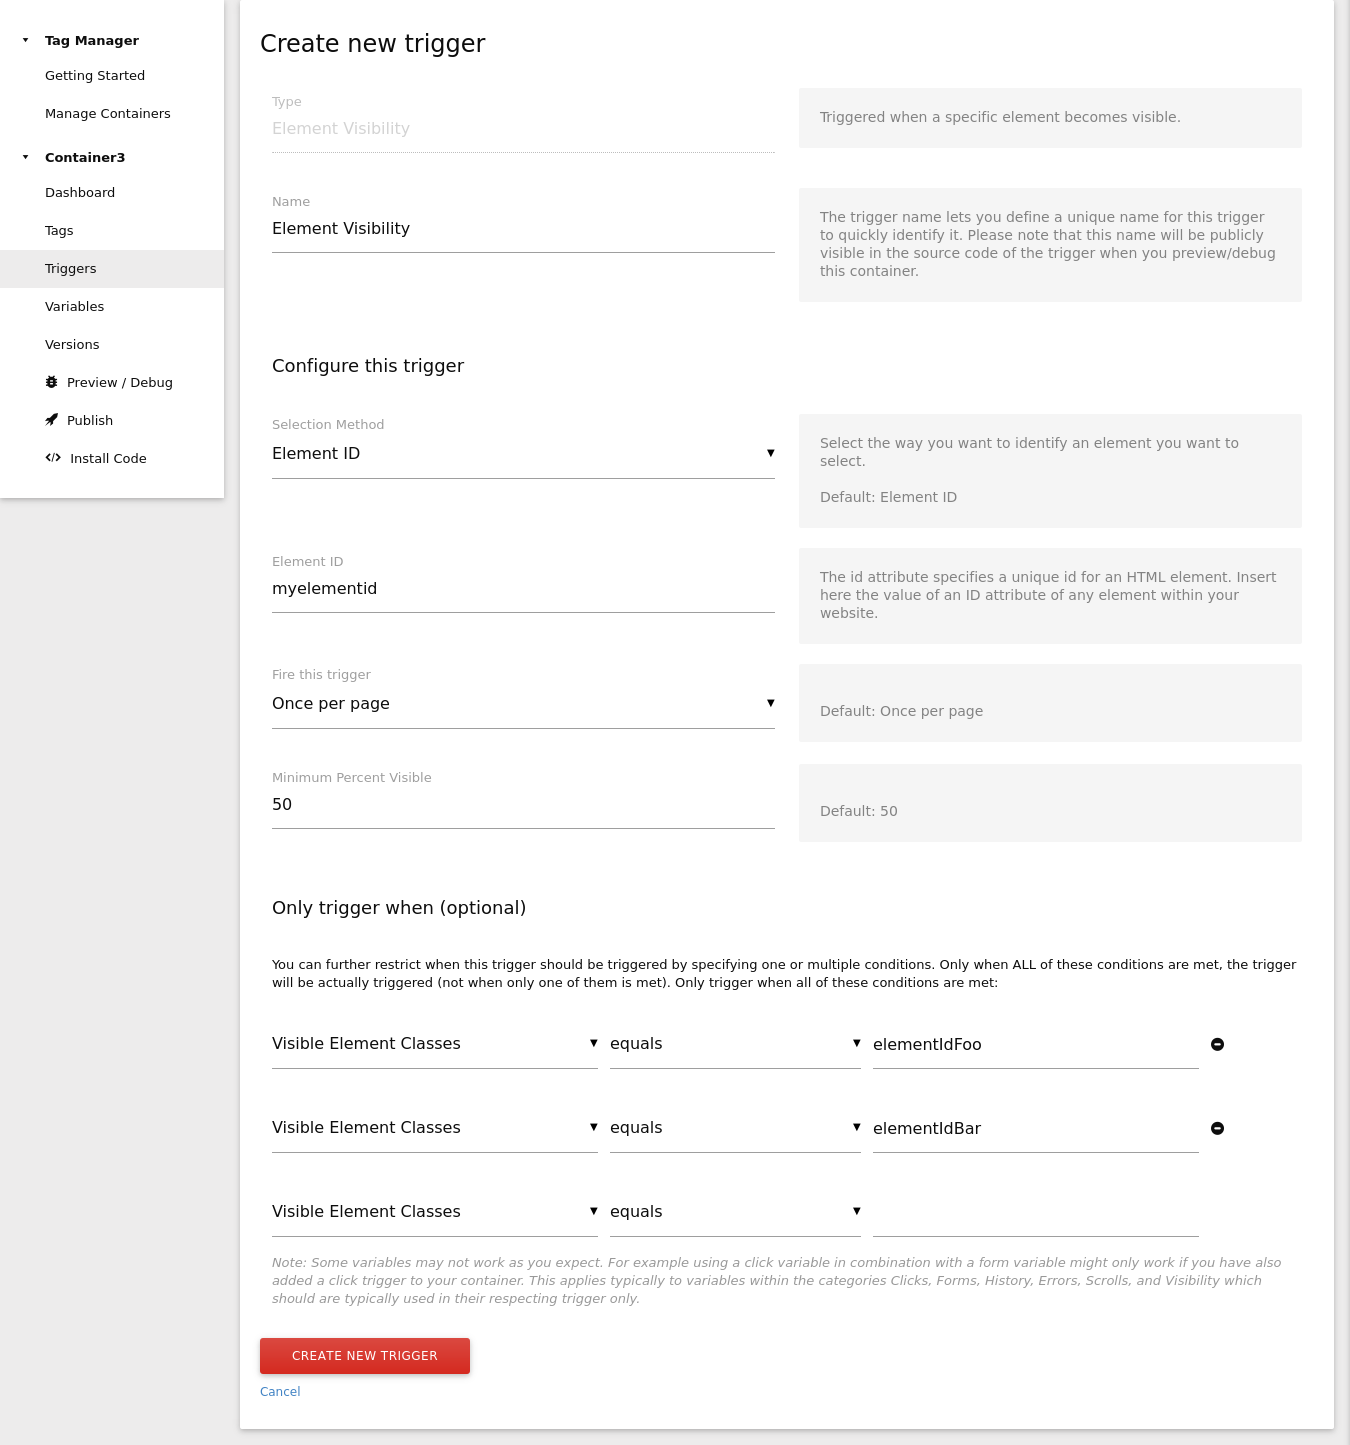 Tag Manager
Getting Started
Manage Containers
Container3
Dashboard
Tags
Triggers
Variables
Versions
Preview / Debug
Publish
Install Code
Create new trigger
Type
Element Visibility
Triggered when a specific element becomes visible.
Name
Element Visibility
The trigger name lets you define a unique name for this trigger
to quickly identify it. Please note that this name will be publicly
visible in the source code of the trigger when you preview/debug
this container.
Configure this trigger
Selection Method
Element ID
Select the way you want to identify an element you want to
select.
Default: Element ID
Element ID
myelementid
The id attribute specifies a unique id for an HTML element. Insert
here the value of an ID attribute of any element within your
website.
Fire this trigger
Once per page
Default: Once per page
Minimum Percent Visible
50
Default: 50
Only trigger when (optional)
You can further restrict when this trigger should be triggered by specifying one or multiple conditions. Only when ALL of these conditions are met, the trigger
will be actually triggered (not when only one of them is met). Only trigger when all of these conditions are met:
Visible Element Classes equals elementIdFoo
Visible Element Classes equals elementIdBar
Visible Element Classes equals
Note: Some variables may not work as you expect. For example using a click variable in combination with a form variable might only work if you have also
added a click trigger to your container. This applies typically to variables within the categories Clicks, Forms, History, Errors, Scrolls, and Visibility which
should are typically used in their respecting trigger only.
CREATE NEW TRIGGER
Cancel